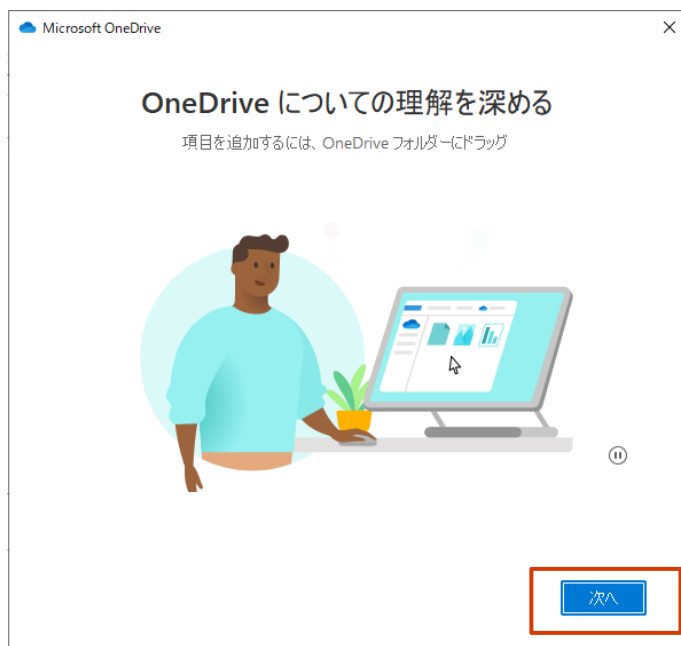 Microsoft OneDrive
OneDrive についての理解を深める
項目を追加するには、OneDrive フォルダーにドラッグ
次へ